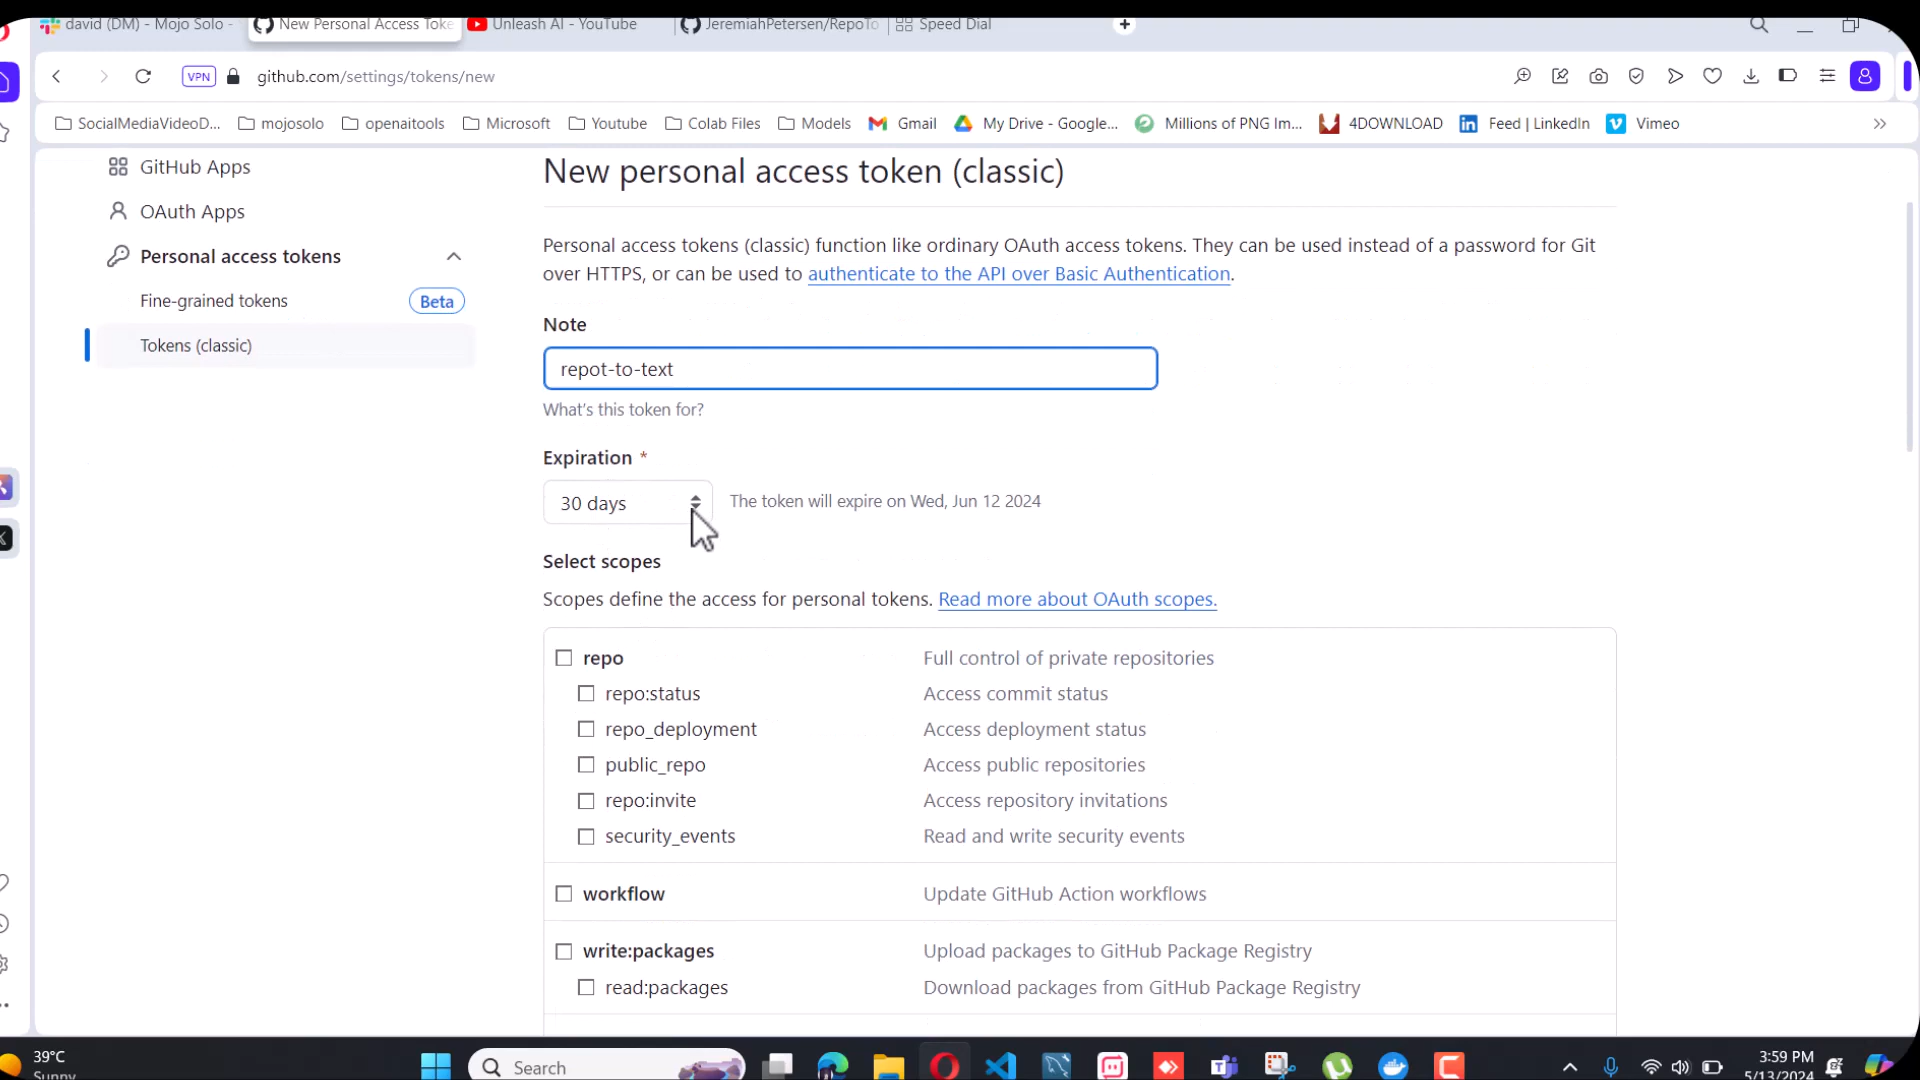 david (DM) - Mojo Solo -
New Personal Access Toke
Unleash AI - YouTube
JeremiahPetersen/RepoTo
Speed Dial
VPN
github.com/settings/tokens/new
SocialMediaVideoD...
mojosolo
openaitools
Microsoft
Youtube
Colab Files
Models
Gmail
My Drive - Google...
Millions of PNG Im...
4DOWNLOAD
Feed | LinkedIn
Vimeo
GitHub Apps
OAuth Apps
Personal access tokens
Fine-grained tokens
Beta
Tokens (classic)
New personal access token (classic)
Personal access tokens (classic) function like ordinary OAuth access tokens. They can be used instead of a password for Git
over HTTPS, or can be used to authenticate to the API over Basic Authentication.
Note
repot-to-text
What's this token for?
Expiration *
30 days
The token will expire on Wed, Jun 12 2024
Select scopes
Scopes define the access for personal tokens. Read more about OAuth scopes.
repo Full control of private repositories
repo:status Access commit status
repo_deployment Access deployment status
public_repo Access public repositories
repo:invite Access repository invitations
security_events Read and write security events
workflow Update GitHub Action workflows
write:packages Upload packages to GitHub Package Registry
read:packages Download packages from GitHub Package Registry
39°C
Sunny
Search
3:59 PM
5/13/2024